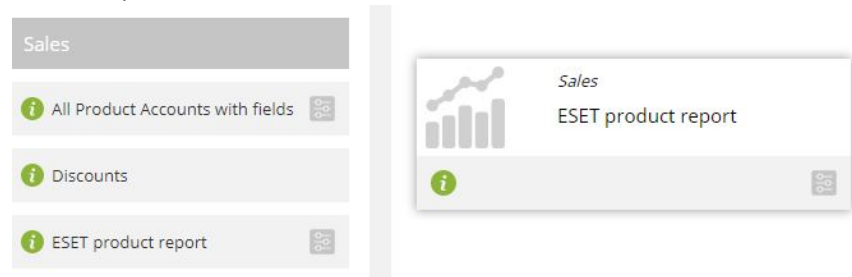 Sales
All Product Accounts with fields
Discounts
ESET product report
Sales
ESET product report